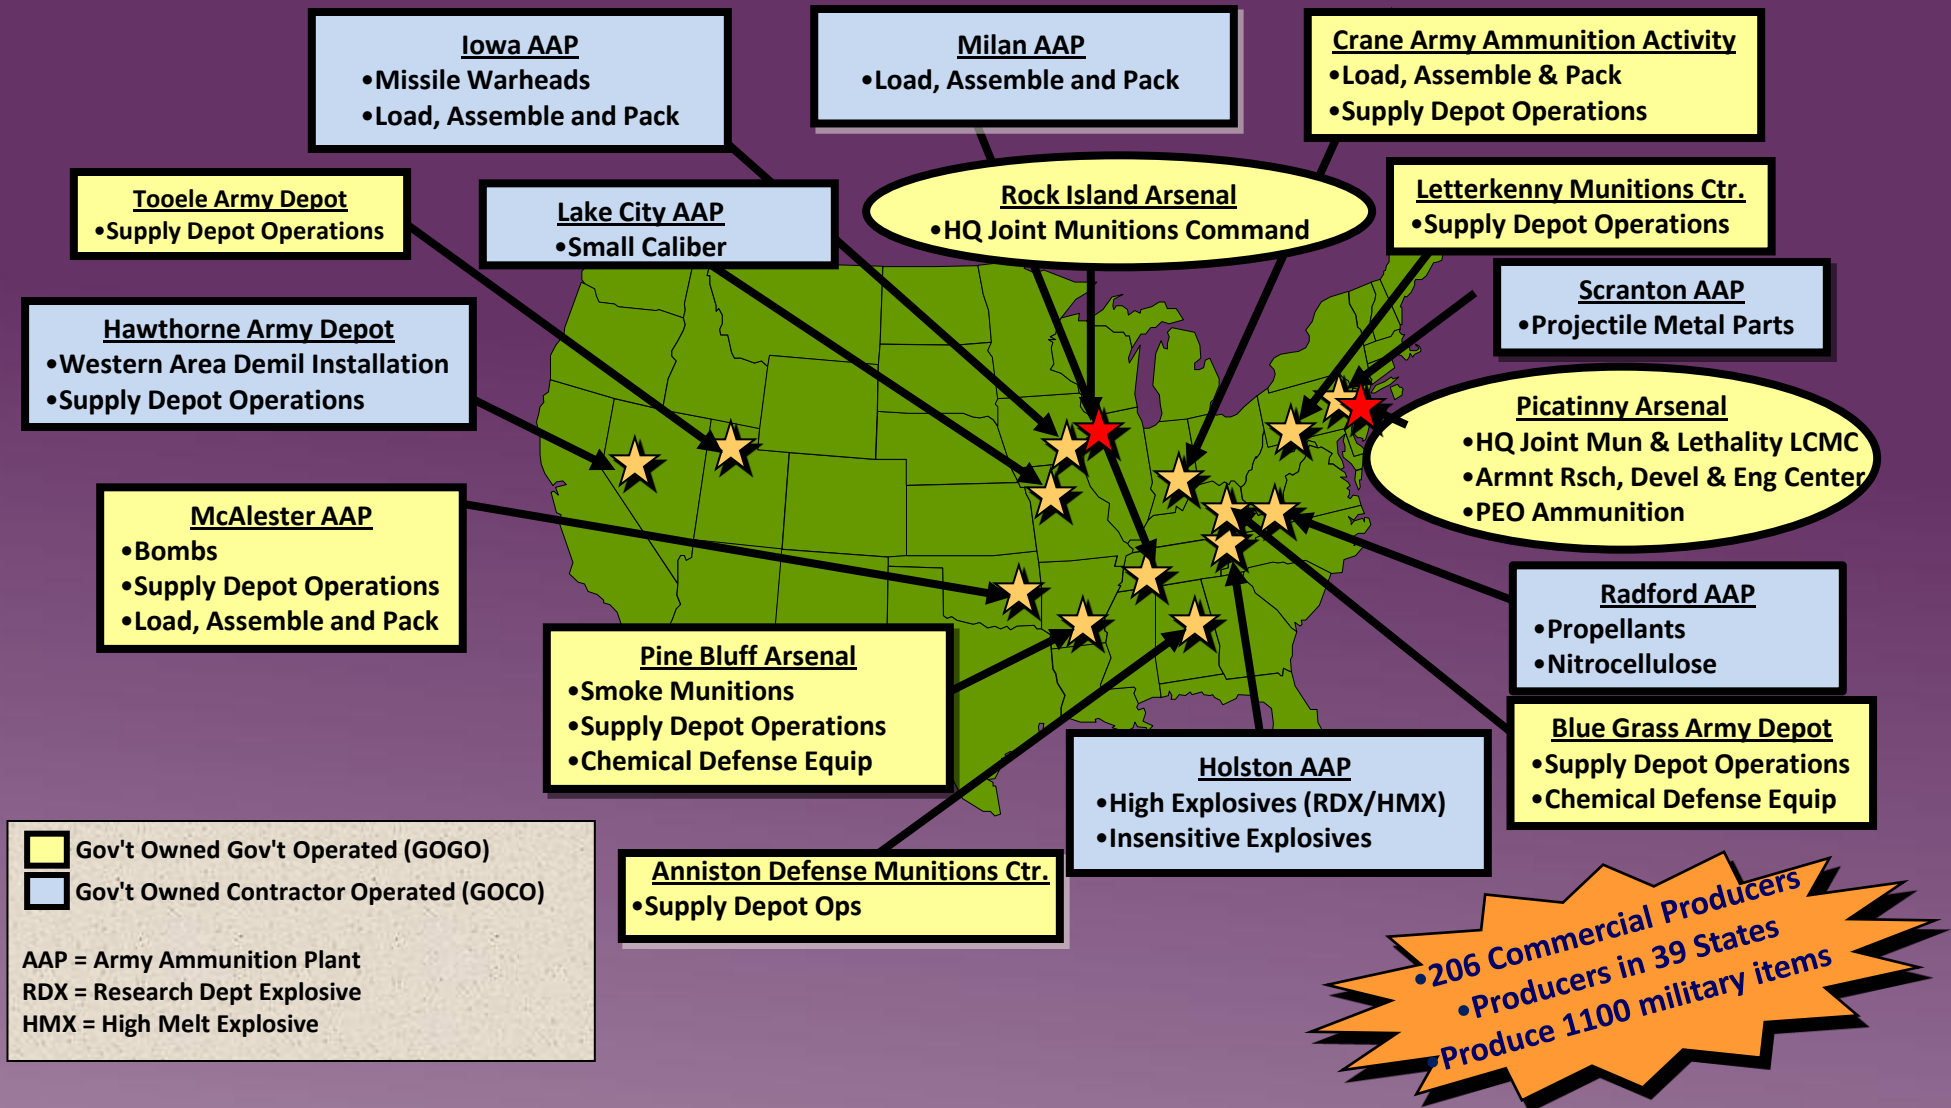 Iowa AAP
•Missile Warheads
•Load, Assemble and Pack
Milan AAP
•Load, Assemble and Pack
Crane Army Ammunition Activity
•Load, Assemble & Pack
•Supply Depot Operations
Tooele Army Depot
•Supply Depot Operations
Lake City AAP
•Small Caliber
Rock Island Arsenal
•HQ Joint Munitions Command
Letterkenny Munitions Ctr.
•Supply Depot Operations
Scranton AAP
•Projectile Metal Parts
Hawthorne Army Depot
•Western Area Demil Installation
•Supply Depot Operations
Picatinny Arsenal
•HQ Joint Mun & Lethality LCMC
•Armnt Rsch, Devel & Eng Center
•PEO Ammunition
McAlester AAP
•Bombs
•Supply Depot Operations
•Load, Assemble and Pack
Radford AAP
•Propellants
•Nitrocellulose
Pine Bluff Arsenal
•Smoke Munitions
•Supply Depot Operations
•Chemical Defense Equip
Blue Grass Army Depot
•Supply Depot Operations
•Chemical Defense Equip
Holston AAP
•High Explosives (RDX/HMX)
•Insensitive Explosives
Anniston Defense Munitions Ctr.
•Supply Depot Ops
Gov't Owned Gov't Operated (GOGO)
Gov't Owned Contractor Operated (GOCO)
AAP = Army Ammunition Plant
RDX = Research Dept Explosive
HMX = High Melt Explosive
•206 Commercial Producers
•Producers in 39 States
•Produce 1100 military items